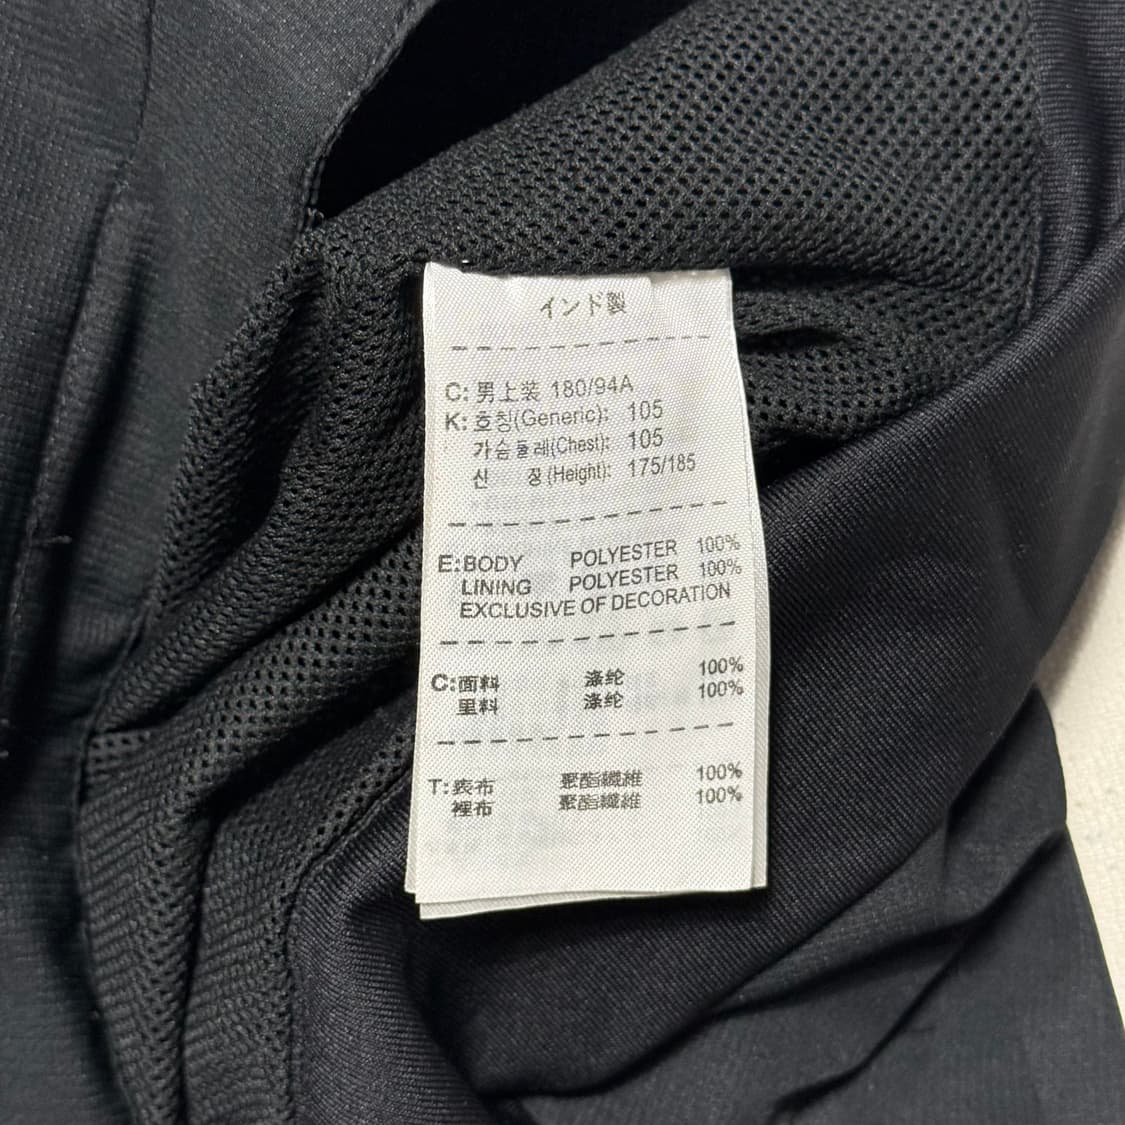 インド製
C: 男上装 180/94A
K: 호칭(Generic): 105
가슴둘레(Chest): 105
신 장(Height): 175/185
E: BODY POLYESTER 100%
LINING POLYESTER 100%
EXCLUSIVE OF DECORATION
C: 面料 涤纶 100%
里料 涤纶 100%
T: 表布 聚酯纖維 100%
裡布 聚酯纖維 100%